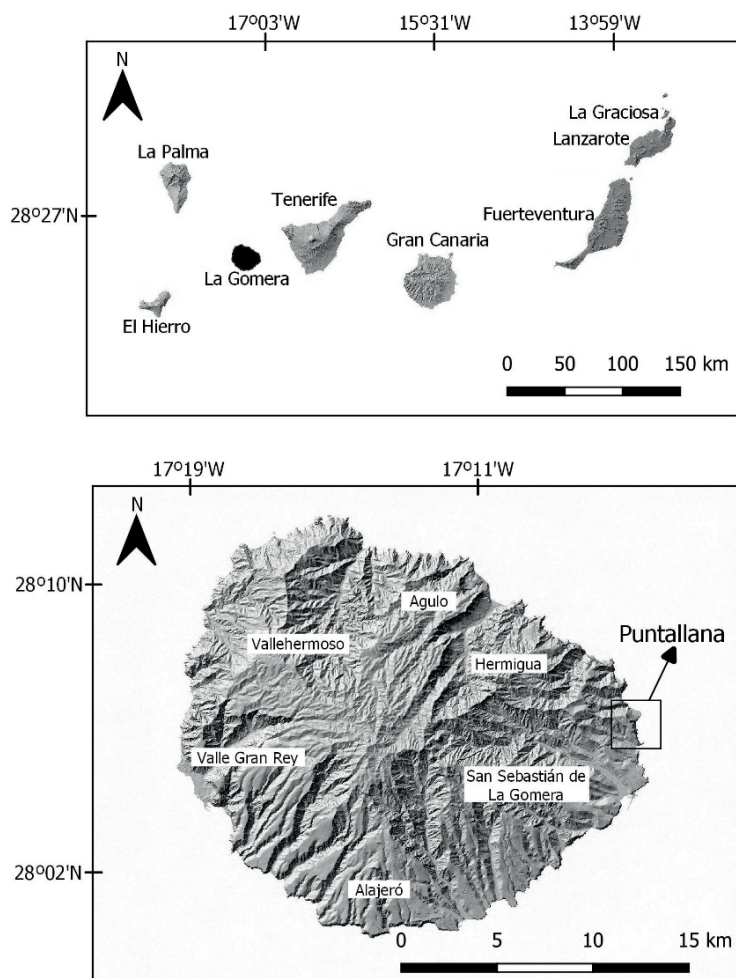 17º03'W 15º31'W 13º59'W
N
La Graciosa
Lanzarote
La Palma
Tenerife
28º27'N
Fuerteventura
Gran Canaria
La Gomera
El Hierro
0 50 100 150 km
17º19'W 17º11'W
N
28º10'N
Agulo
Puntallana
Vallehermoso
Hermigua
Valle Gran Rey
San Sebastián de
La Gomera
28º02'N
Alajeró
0 5 10 15 km